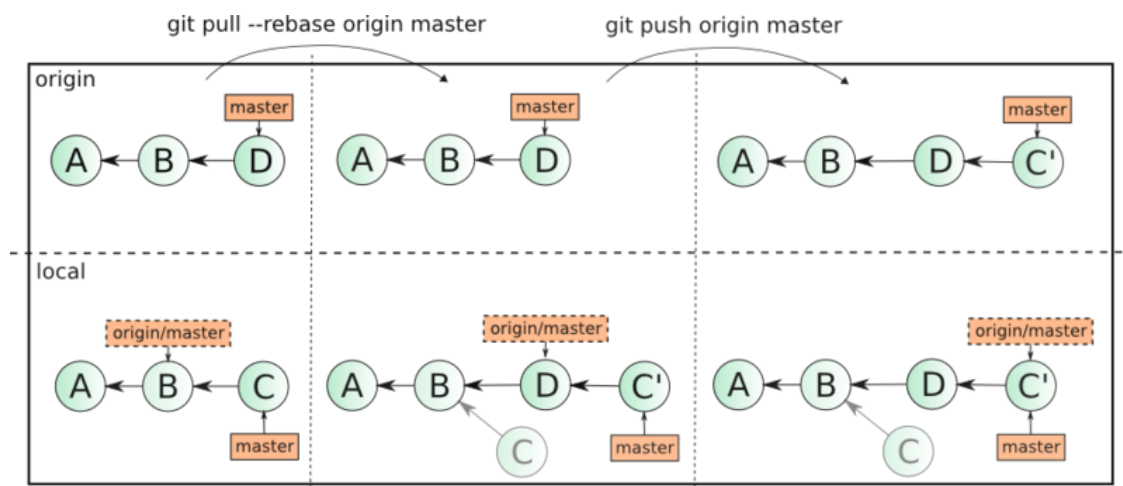 git pull --rebase origin master
git push origin master
origin
master
A B D
master
A B D
master
A B D C'
local
origin/master
A B C
master
origin/master
A B D C'
C
master
origin/master
A B D C'
C
master